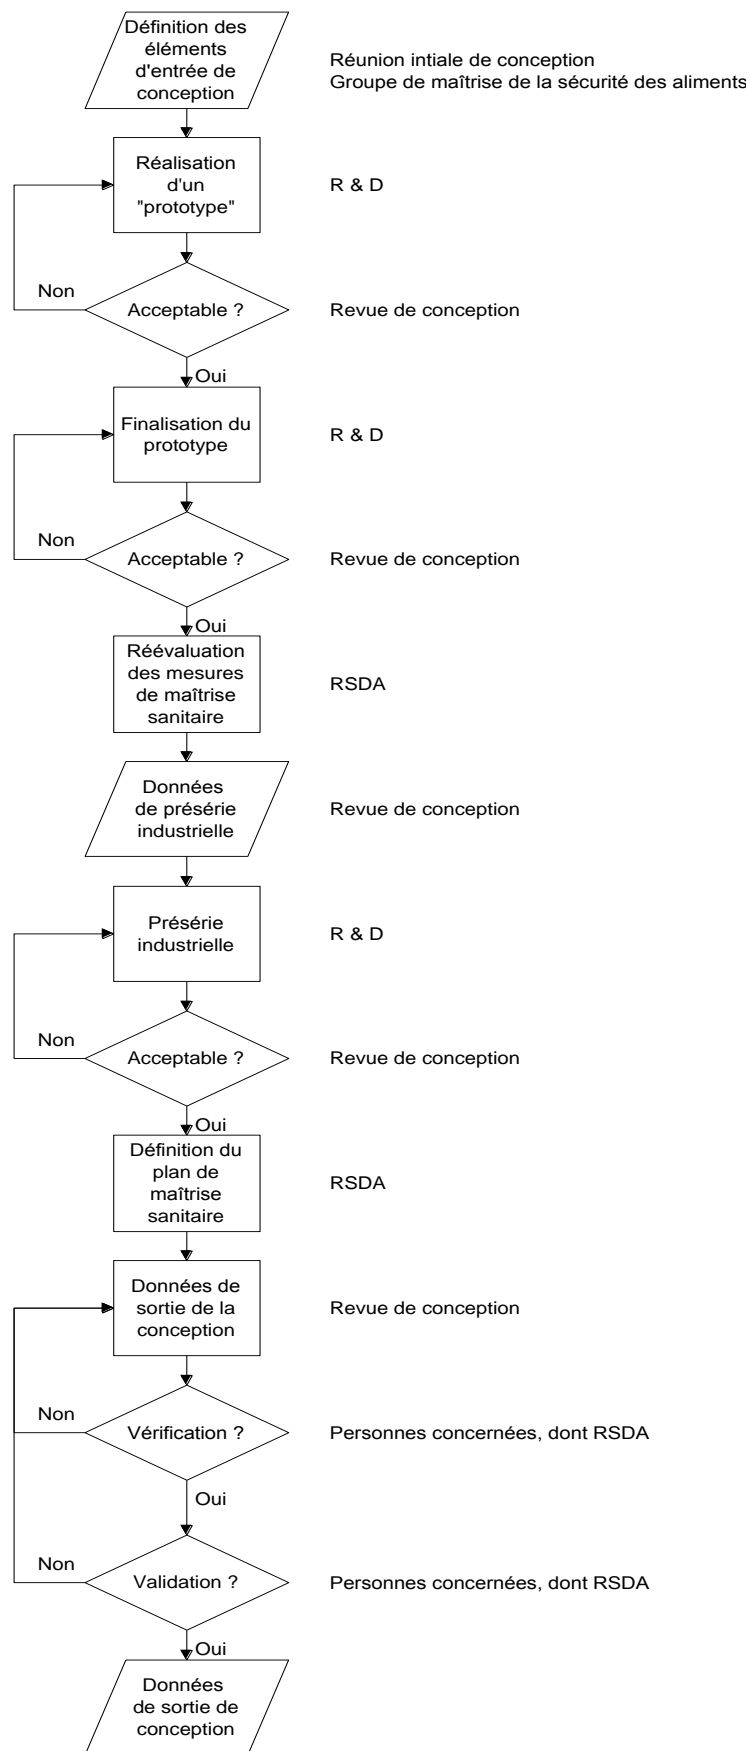 Définition des
éléments
d'entrée de
conception
Réunion intiale de conception
Groupe de maîtrise de la sécurité des aliments
Réalisation
d'un
"prototype"
R & D
Non
Acceptable ?
Revue de conception
Oui
Finalisation du
prototype
R & D
Non
Acceptable ?
Revue de conception
Oui
Réévaluation
des mesures
de maîtrise
sanitaire
RSDA
Données
de présérie
industrielle
Revue de conception
Présérie
industrielle
R & D
Non
Acceptable ?
Revue de conception
Oui
Définition du
plan de
maîtrise
sanitaire
RSDA
Données de
sortie de la
conception
Revue de conception
Non
Vérification ?
Personnes concernées, dont RSDA
Oui
Non
Validation ?
Personnes concernées, dont RSDA
Oui
Données
de sortie de
conception